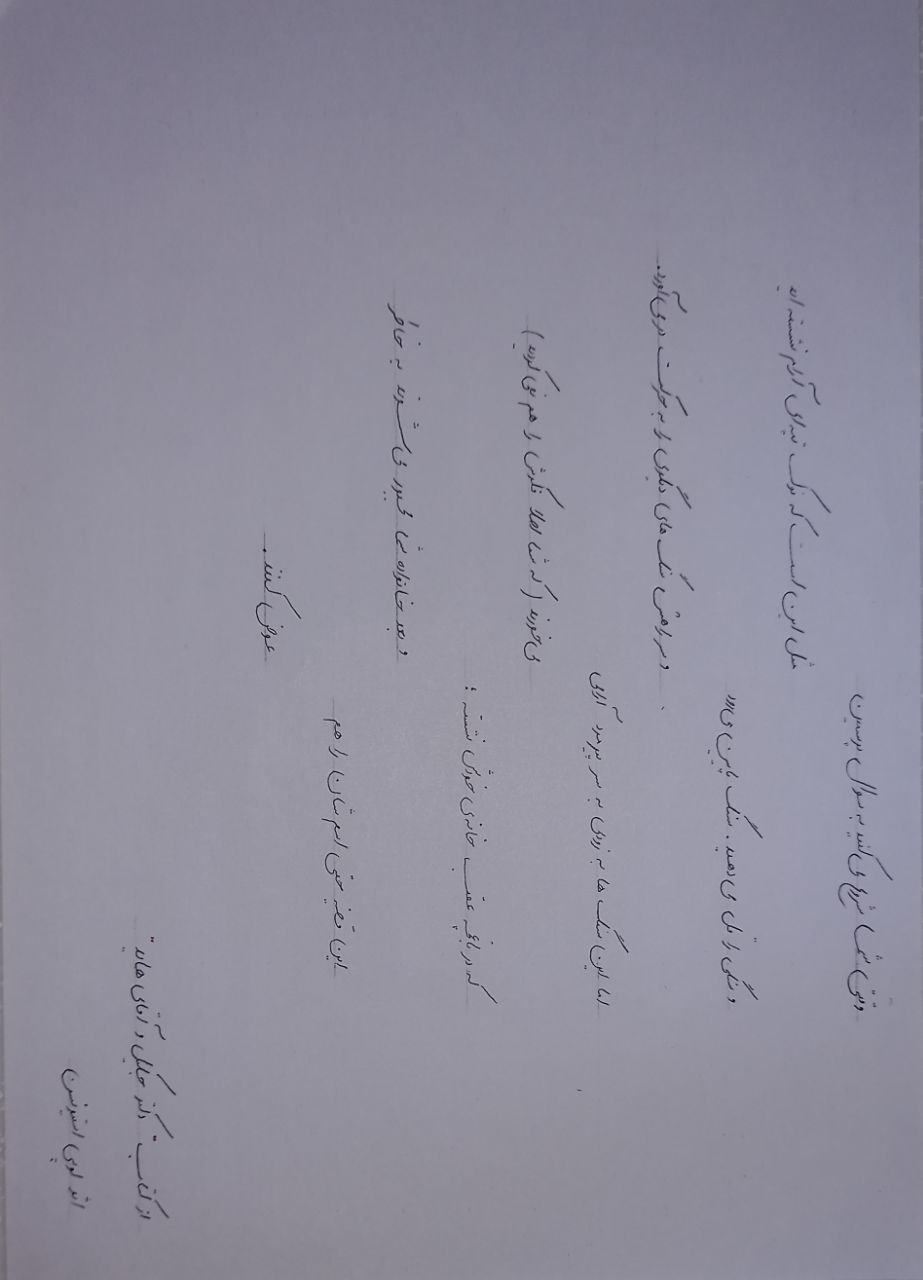 وقتی شما شروع می کنید به سوال پرسیدن
مثل این است که نوک تپه ای آرام نشسته اید
و سنگی را قل می دهید. سنگ پایین می رود
و سر راهش سنگ های دیگری را به حرکت در می آورد.
اما این سنگ ها به زودی به سر پیرمرد آرامی
می خورند (که شما اصلا فکرش را هم نمی کردید)
که در باغچه عقب خانه ی خودش نشسته ؛
و بعد خانواده شما مجبور می شوند به خاطر
این قضیه حتی اسم شان را هم
عوض کنند.
از کتاب " دکتر جکیل و آقای هاید "
اثر لویی استیونسن